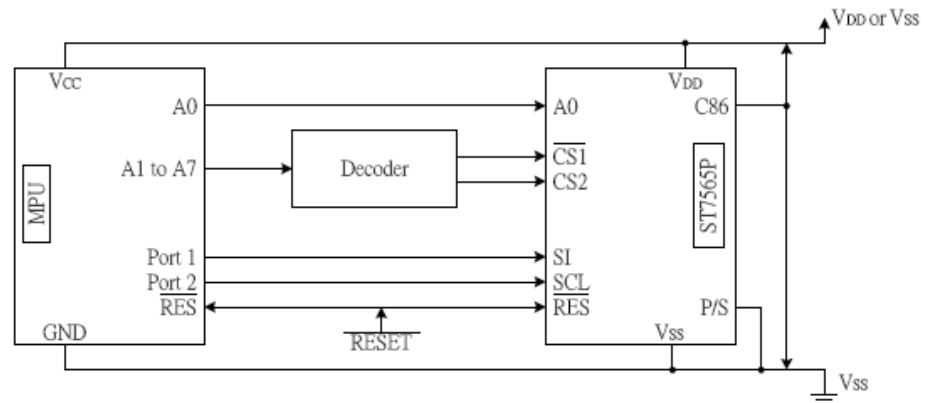 VDD or VSS
VCC
VDD
A0
A0
C86
A1 to A7
Decoder
CS1
CS2
MPU
ST7565P
Port 1
SI
Port 2
SCL
RES
RES
P/S
GND
RESET
VSS
VSS